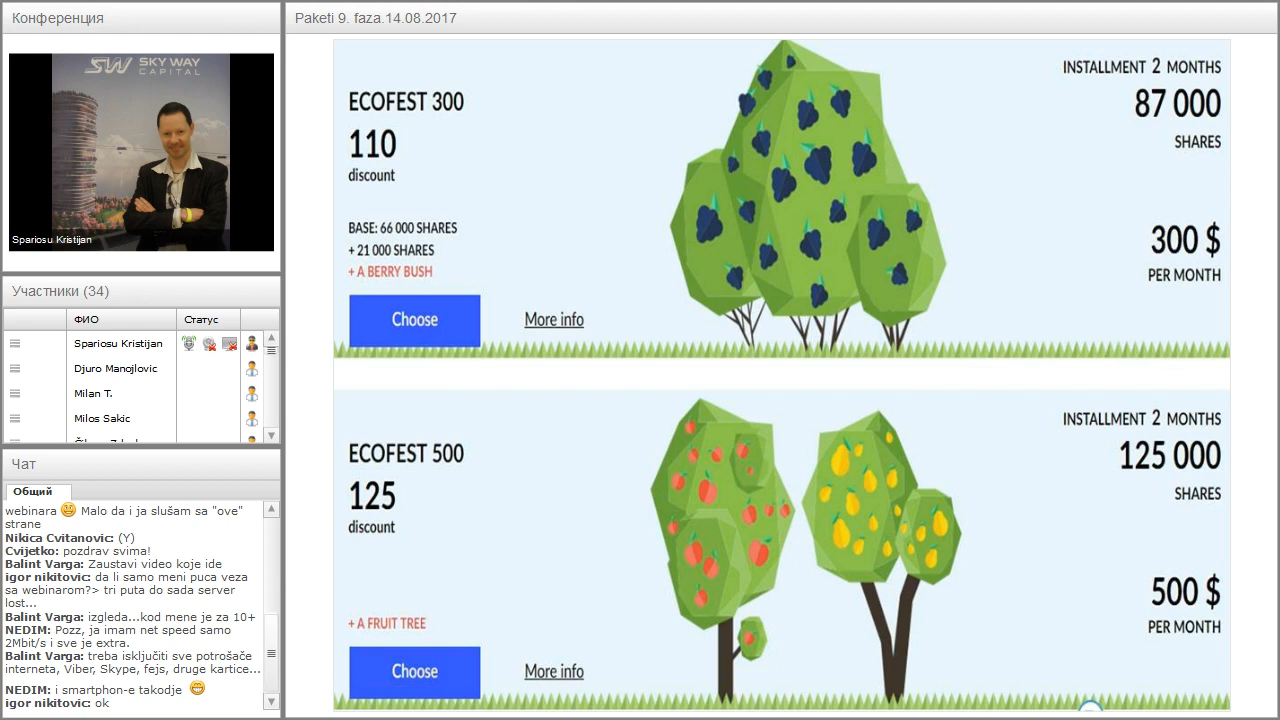 Конференция
SW SKY WAY
CAPITAL
Spariosu Kristijan
Участники (34)
ФИО
Статус
Spariosu Kristijan
Djuro Manojlovic
Milan T.
Milos Sakic
Чат
Общий
webinara Malo da i ja slušam sa "ove"
strane
Nikica Cvitanovic: (Y)
Cvijetko: pozdrav svima!
Balint Varga: Zaustavi video koje ide
igor nikitovic: da li samo meni puca veza
sa webinarom?> tri puta do sada server
lost...
Balint Varga: izgleda...kod mene je za 10+
NEDIM: Pozz, ja imam net speed samo
2Mbit/s i sve je extra.
Balint Varga: treba isključiti sve potrošače
interneta, Viber, Skype, fejs, druge kartice...
NEDIM: i smartphon-e takodje
igor nikitovic: ok
Paketi 9. faza.14.08.2017
ECOFEST 300
110
discount
BASE: 66 000 SHARES
+ 21 000 SHARES
+ A BERRY BUSH
Choose
More info
INSTALLMENT 2 MONTHS
87 000
SHARES
300 $
PER MONTH
ECOFEST 500
125
discount
+ A FRUIT TREE
Choose
More info
INSTALLMENT 2 MONTHS
125 000
SHARES
500 $
PER MONTH